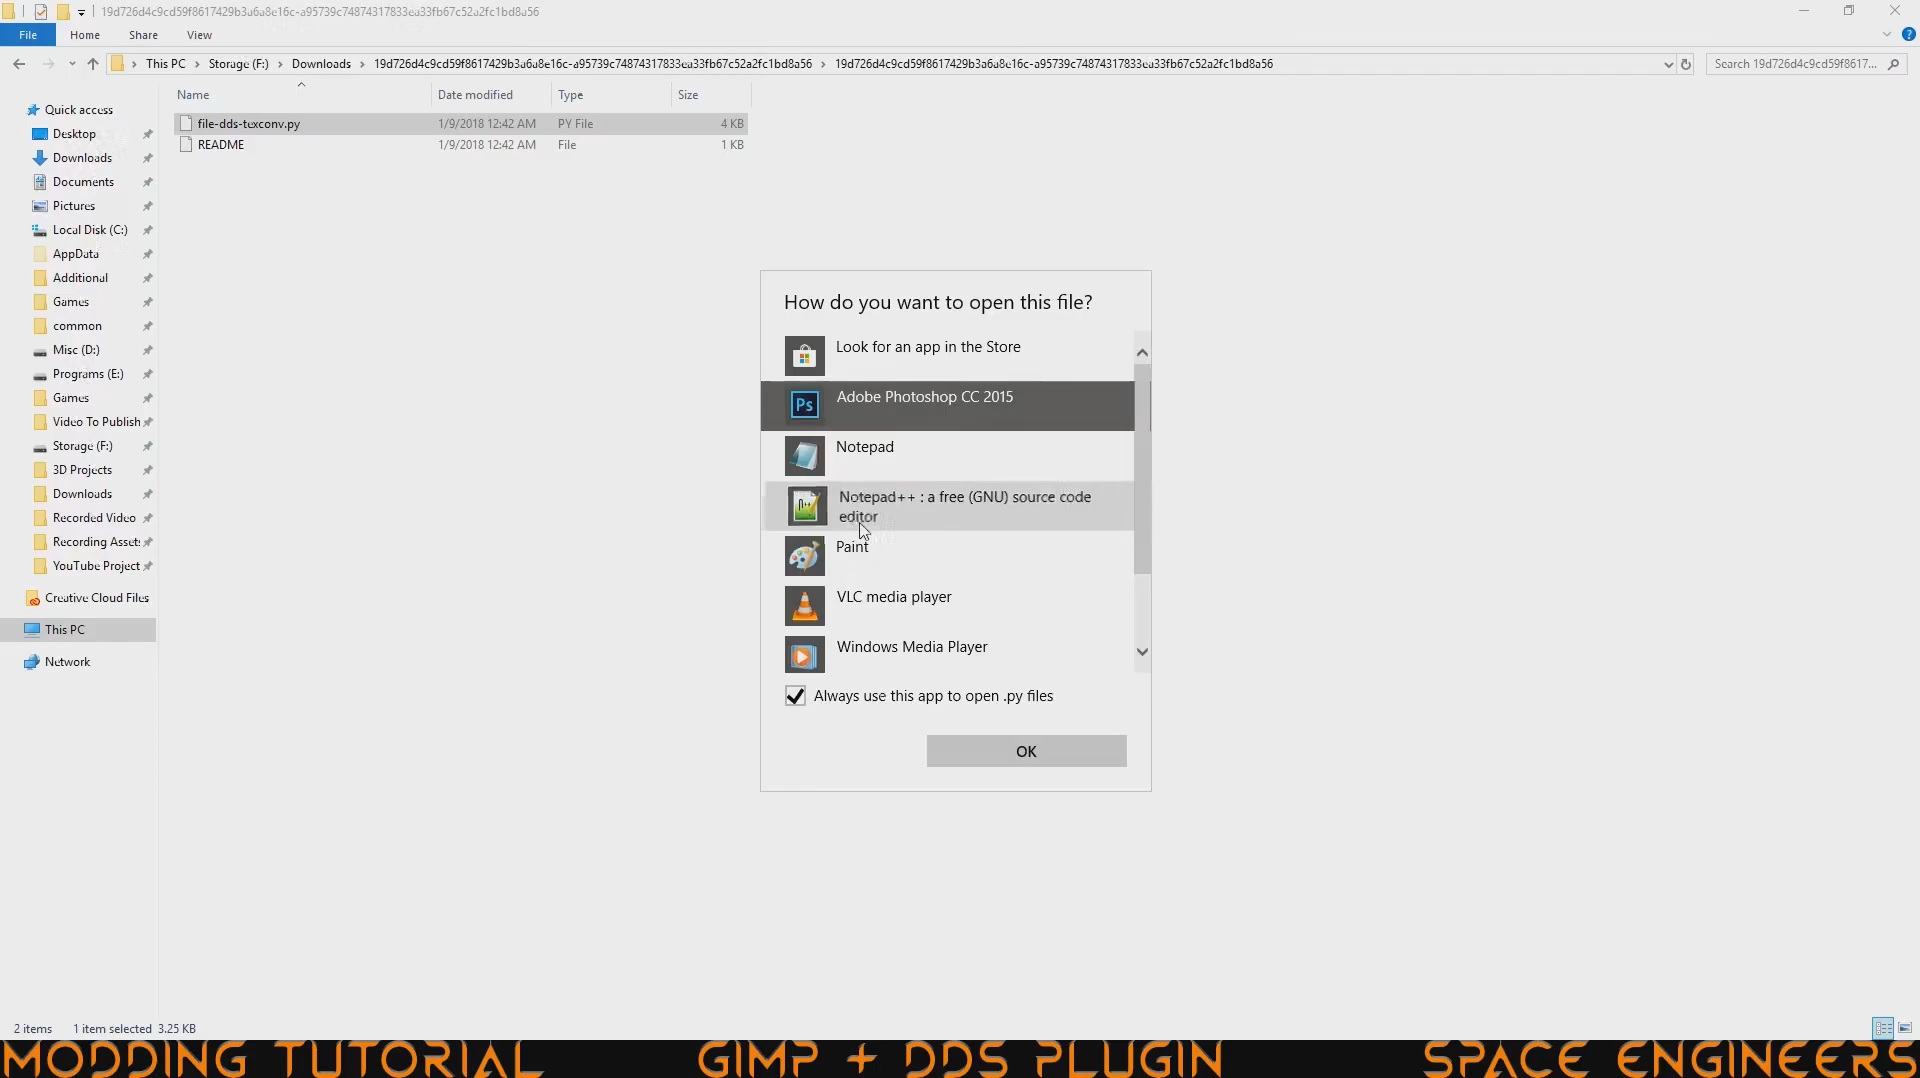 19d726d4c9cd59f8617429b3a6a8e16c-a95739c74874317833ea33fb67c52a2fc1bd8a56
File Home Share View
This PC Storage (F:) Downloads 19d726d4c9cd59f8617429b3a6a8e16c-a95739c74874317833ea33fb67c52a2fc1bd8a56 19d726d4c9cd59f8617429b3a6a8e16c-a95739c74874317833ea33fb67c52a2fc1bd8a56 Search 19d726d4c9cd59f8617...
Name Date modified Type Size
file-dds-texconv.py 1/9/2018 12:42 AM PY File 4 KB
README 1/9/2018 12:42 AM File 1 KB
Quick access
Desktop
Downloads
Documents
Pictures
Local Disk (C:)
AppData
Additional
Games
common
Misc (D:)
Programs (E:)
Games
Video To Publish
Storage (F:)
3D Projects
Downloads
Recorded Video
Recording Assets
YouTube Project
Creative Cloud Files
This PC
Network
How do you want to open this file?
Look for an app in the Store
Ps Adobe Photoshop CC 2015
Notepad
Notepad++ : a free (GNU) source code
editor
Paint
VLC media player
Windows Media Player
Always use this app to open .py files
OK
2 items 1 item selected 3.25 KB
MODDING TUTORIAL GIMP + DDS PLUGIN SPACE ENGINEERS